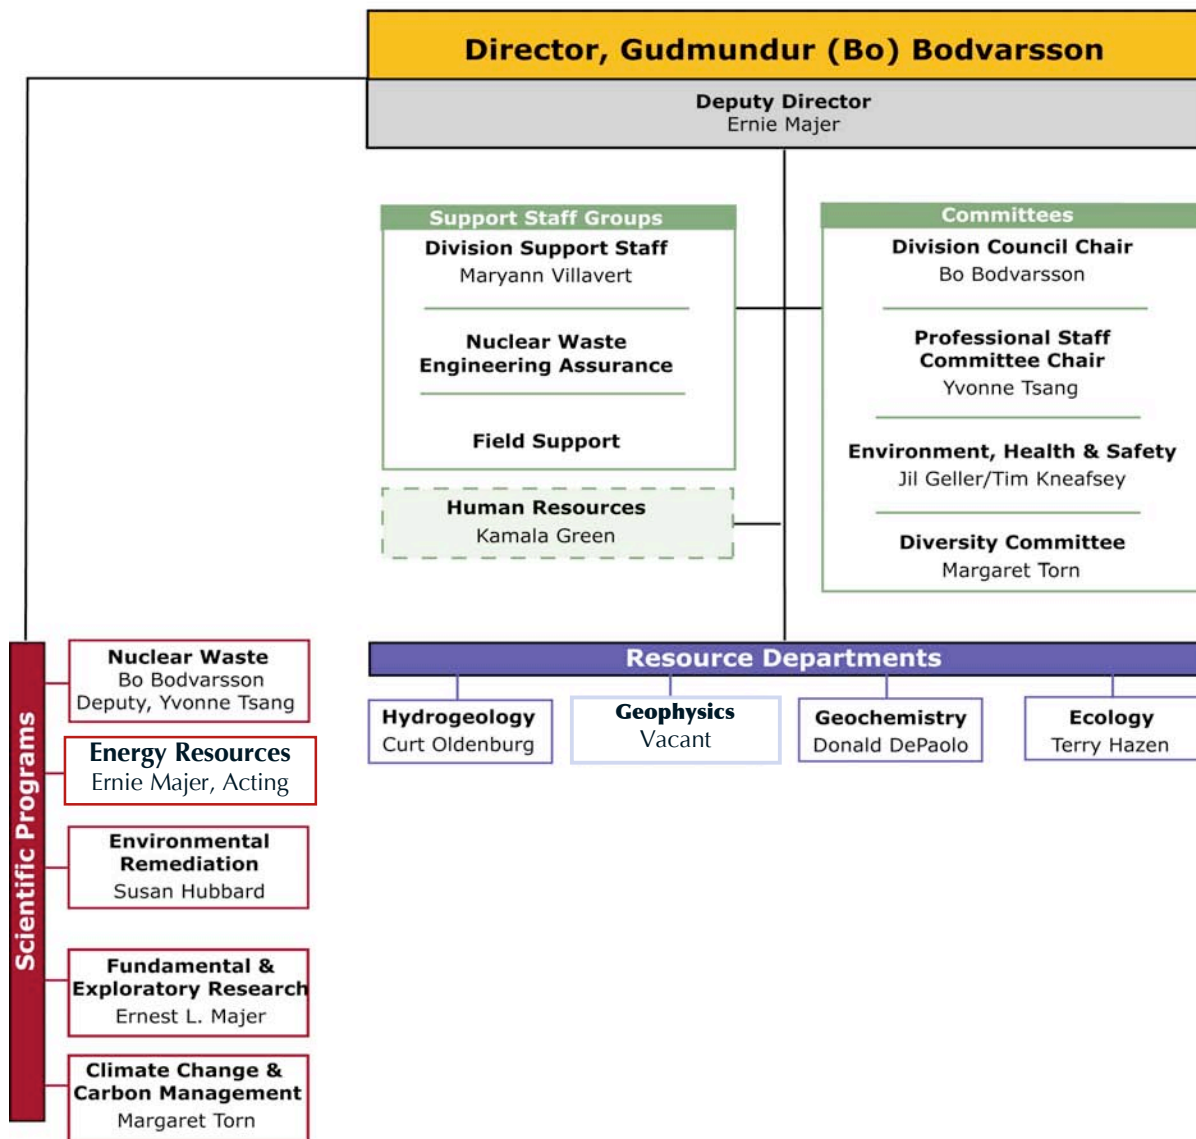 Director, Gudmundur (Bo) Bodvarsson
Deputy Director
Ernie Majer
Support Staff Groups
Division Support Staff
Maryann Villavert
Nuclear Waste
Engineering Assurance
Field Support
Human Resources
Kamala Green
Committees
Division Council Chair
Bo Bodvarsson
Professional Staff
Committee Chair
Yvonne Tsang
Environment, Health & Safety
Jil Geller/Tim Kneafsey
Diversity Committee
Margaret Torn
Scientific Programs
Nuclear Waste
Bo Bodvarsson
Deputy, Yvonne Tsang
Energy Resources
Ernie Majer, Acting
Environmental
Remediation
Susan Hubbard
Fundamental &
Exploratory Research
Ernest L. Majer
Climate Change &
Carbon Management
Margaret Torn
Resource Departments
Hydrogeology
Curt Oldenburg
Geophysics
Vacant
Geochemistry
Donald DePaolo
Ecology
Terry Hazen